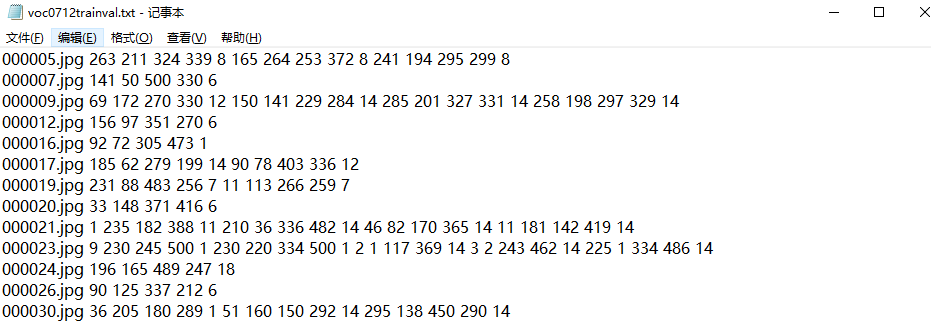 voc0712trainval.txt - 记事本
文件(F) 编辑(E) 格式(O) 查看(V) 帮助(H)
000005.jpg 263 211 324 339 8 165 264 253 372 8 241 194 295 299 8
000007.jpg 141 50 500 330 6
000009.jpg 69 172 270 330 12 150 141 229 284 14 285 201 327 331 14 258 198 297 329 14
000012.jpg 156 97 351 270 6
000016.jpg 92 72 305 473 1
000017.jpg 185 62 279 199 14 90 78 403 336 12
000019.jpg 231 88 483 256 7 11 113 266 259 7
000020.jpg 33 148 371 416 6
000021.jpg 1 235 182 388 11 210 36 336 482 14 46 82 170 365 14 11 181 142 419 14
000023.jpg 9 230 245 500 1 230 220 334 500 1 2 1 117 369 14 3 2 243 462 14 225 1 334 486 14
000024.jpg 196 165 489 247 18
000026.jpg 90 125 337 212 6
000030.jpg 36 205 180 289 1 51 160 150 292 14 295 138 450 290 14